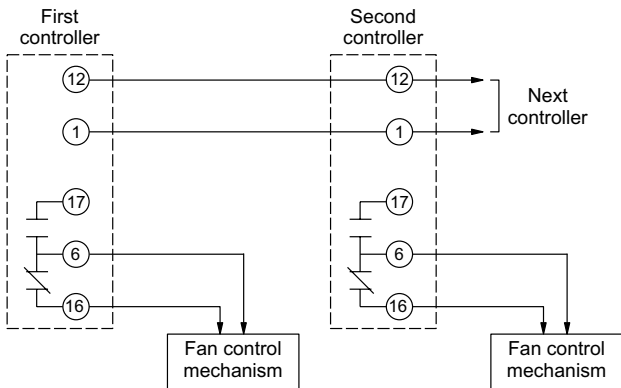 First
controller
Second
controller
12
12
Next
controller
1
1
17
17
6
6
16
16
Fan control
mechanism
Fan control
mechanism